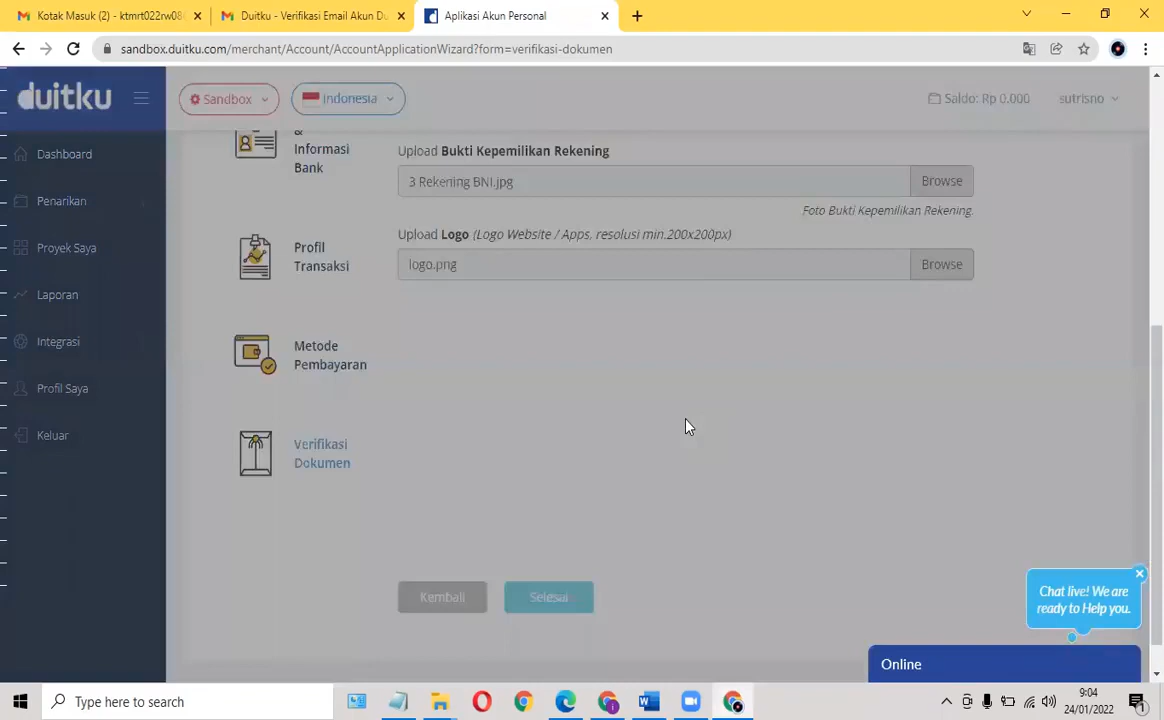 Kotak Masuk (2) - ktmrt022rw08
Duitku - Verifikasi Email Akun Du
Aplikasi Akun Personal
sandbox.duitku.com/merchant/Account/AccountApplicationWizard?form=verifikasi-dokumen
duitku
Sandbox
Indonesia
Saldo: Rp 0.000
sutrisno
Dashboard
Penarikan
Proyek Saya
Laporan
Integrasi
Profil Saya
Keluar
&
Informasi
Bank
Upload Bukti Kepemilikan Rekening
3 Rekening BNI.jpg
Browse
Foto Bukti Kepemilikan Rekening.
Profil
Transaksi
Upload Logo (Logo Website / Apps, resolusi min.200x200px)
logo.png
Browse
Metode
Pembayaran
Verifikasi
Dokumen
Kembali
Selesai
Chat live! We are
ready to Help you.
Online
Type here to search
9:04
24/01/2022
1